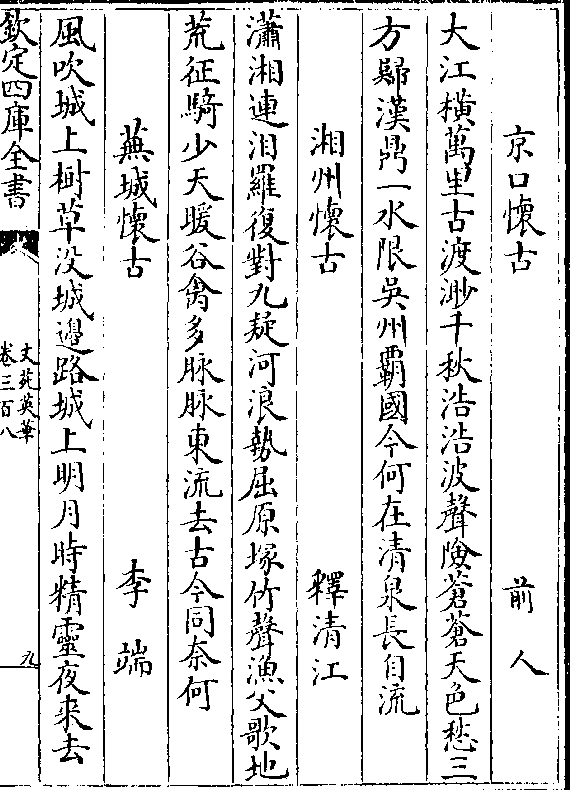 京口懷古　前人
大江橫萬里古渡渺千秋浩浩波聲險蒼蒼天色愁三
方歸漢鼎一水限吳州霸國今何在清泉長自流
湘州懷古　釋清江
瀟湘連汨羅復對九疑河浪勢屈原塚竹聲漁父歌地
荒征騎少天暖谷禽多脉脉東流去古今同奈何
蕪城懷古　李端
風吹城上樹草没城邊路城上明月時精靈夜来去
欽定四庫全書
文苑英華
卷三百八
九